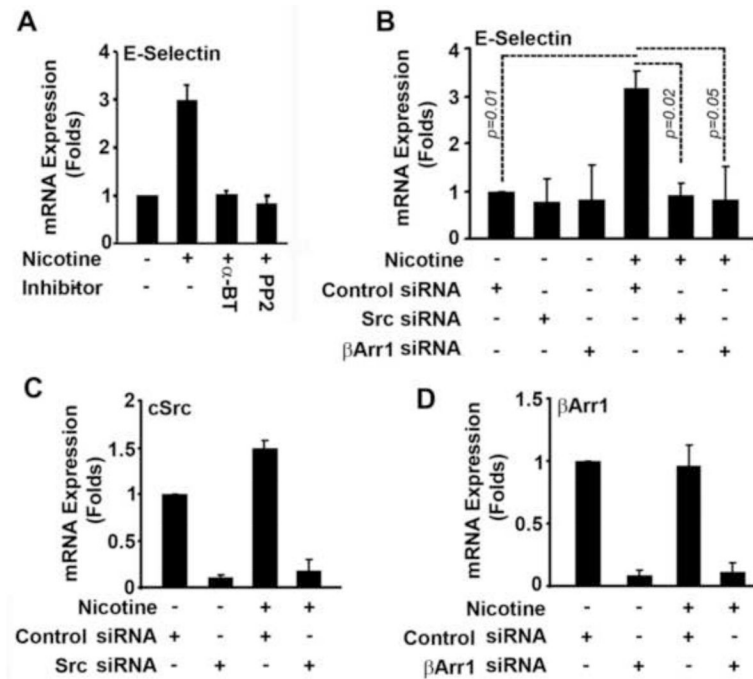 A
E-Selectin
mRNA Expression
(Folds)
4
3
2
1
0
Nicotine - + + +
Inhibitor - - α-BT PP2
B
E-Selectin
mRNA Expression
(Folds)
4
3
2
1
0
p=0.01
p=0.02
p=0.05
Nicotine - - - + + +
Control siRNA + - - + - -
Src siRNA - + - - + -
βArr1 siRNA - - + - - +
C
cSrc
mRNA Expression
(Folds)
2
1.5
1
0.5
0
Nicotine - - + +
Control siRNA + - + -
Src siRNA - + - +
D
βArr1
mRNA Expression
(Folds)
1.5
1
0.5
0
Nicotine - - + +
Control siRNA + - + -
βArr1 siRNA - + - +